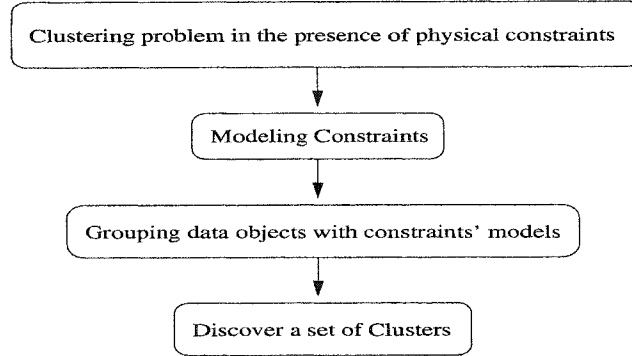 Clustering problem in the presence of physical constraints
Modeling Constraints
Grouping data objects with constraints' models
Discover a set of Clusters